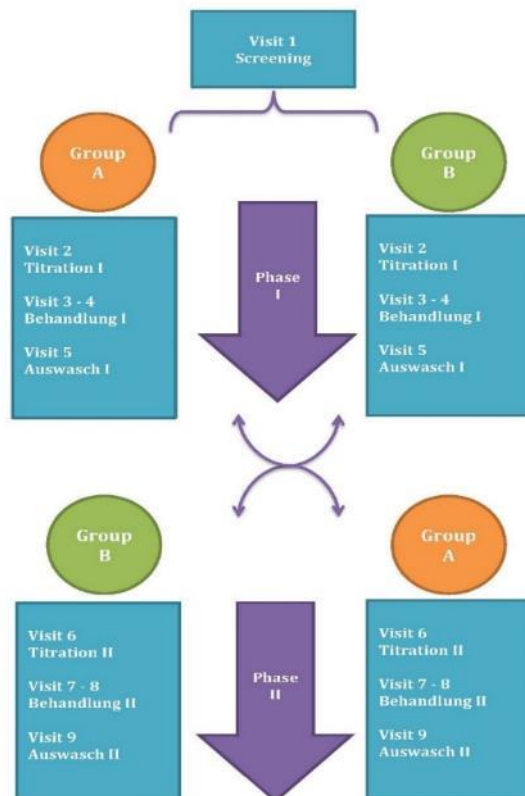 Visit 1
Screening
Group
A
Group
B
Visit 2
Titration I
Visit 3 - 4
Behandlung I
Visit 5
Auswasch I
Phase
I
Visit 2
Titration I
Visit 3 - 4
Behandlung I
Visit 5
Auswasch I
Group
B
Group
A
Visit 6
Titration II
Visit 7 - 8
Behandlung II
Visit 9
Auswasch II
Phase
II
Visit 6
Titration II
Visit 7 - 8
Behandlung II
Visit 9
Auswasch II